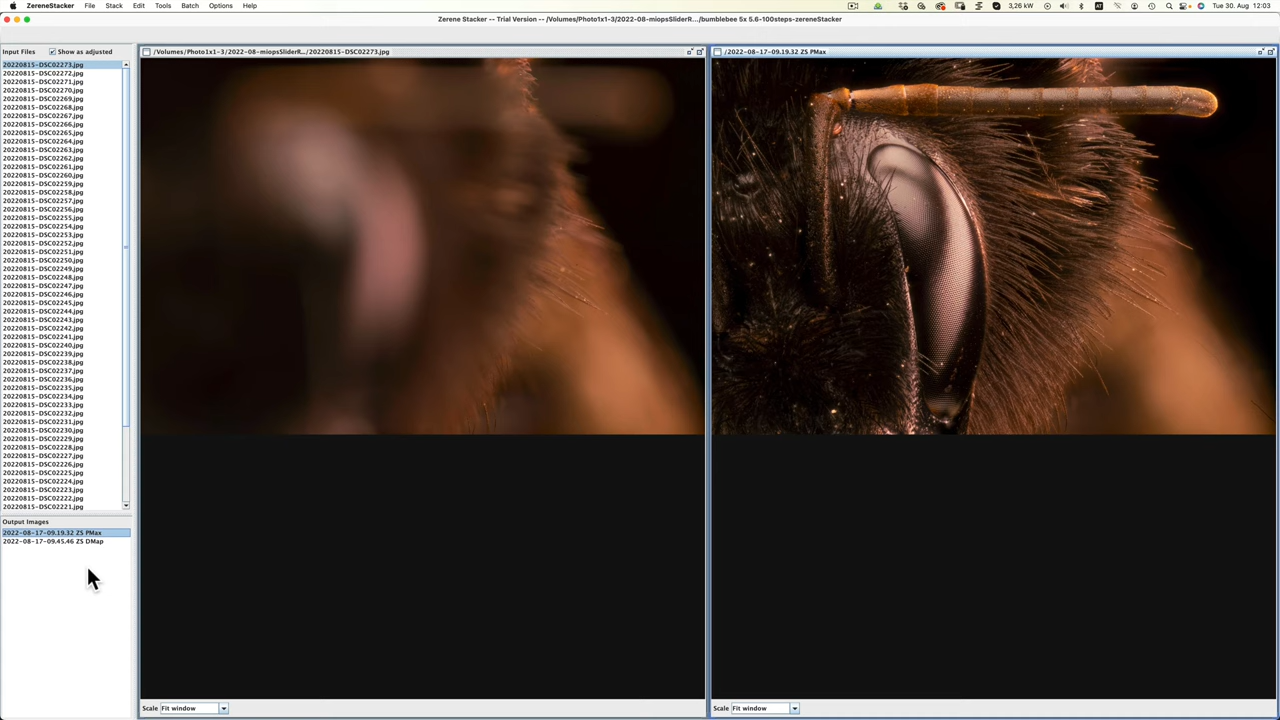 ZereneStacker File Stack Edit Tools Batch Options Help 3,26 kW AT Tue 30. Aug 12:03
Zerene Stacker -- Trial Version -- /Volumes/Photo1x1-3/2022-08-miopsSliderR.../bumblebee 5x 5.6-100steps-zereneStacker
Input Files Show as adjusted
/Volumes/Photo1x1-3/2022-08-miopsSliderR.../20220815-DSC02273.jpg
/2022-08-17-09.19.32 ZS PMax
20220815-DSC02273.jpg
20220815-DSC02272.jpg
20220815-DSC02271.jpg
20220815-DSC02270.jpg
20220815-DSC02269.jpg
20220815-DSC02268.jpg
20220815-DSC02267.jpg
20220815-DSC02266.jpg
20220815-DSC02265.jpg
20220815-DSC02264.jpg
20220815-DSC02263.jpg
20220815-DSC02262.jpg
20220815-DSC02261.jpg
20220815-DSC02260.jpg
20220815-DSC02259.jpg
20220815-DSC02258.jpg
20220815-DSC02257.jpg
20220815-DSC02256.jpg
20220815-DSC02255.jpg
20220815-DSC02254.jpg
20220815-DSC02253.jpg
20220815-DSC02252.jpg
20220815-DSC02251.jpg
20220815-DSC02250.jpg
20220815-DSC02249.jpg
20220815-DSC02248.jpg
20220815-DSC02247.jpg
20220815-DSC02246.jpg
20220815-DSC02245.jpg
20220815-DSC02244.jpg
20220815-DSC02243.jpg
20220815-DSC02242.jpg
20220815-DSC02241.jpg
20220815-DSC02240.jpg
20220815-DSC02239.jpg
20220815-DSC02238.jpg
20220815-DSC02237.jpg
20220815-DSC02236.jpg
20220815-DSC02235.jpg
20220815-DSC02234.jpg
20220815-DSC02233.jpg
20220815-DSC02232.jpg
20220815-DSC02231.jpg
20220815-DSC02230.jpg
20220815-DSC02229.jpg
20220815-DSC02228.jpg
20220815-DSC02227.jpg
20220815-DSC02226.jpg
20220815-DSC02225.jpg
20220815-DSC02224.jpg
20220815-DSC02223.jpg
20220815-DSC02222.jpg
20220815-DSC02221.jpg
Output Images
2022-08-17-09.19.32 ZS PMax
2022-08-17-09.45.46 ZS DMap
Scale Fit window
Scale Fit window